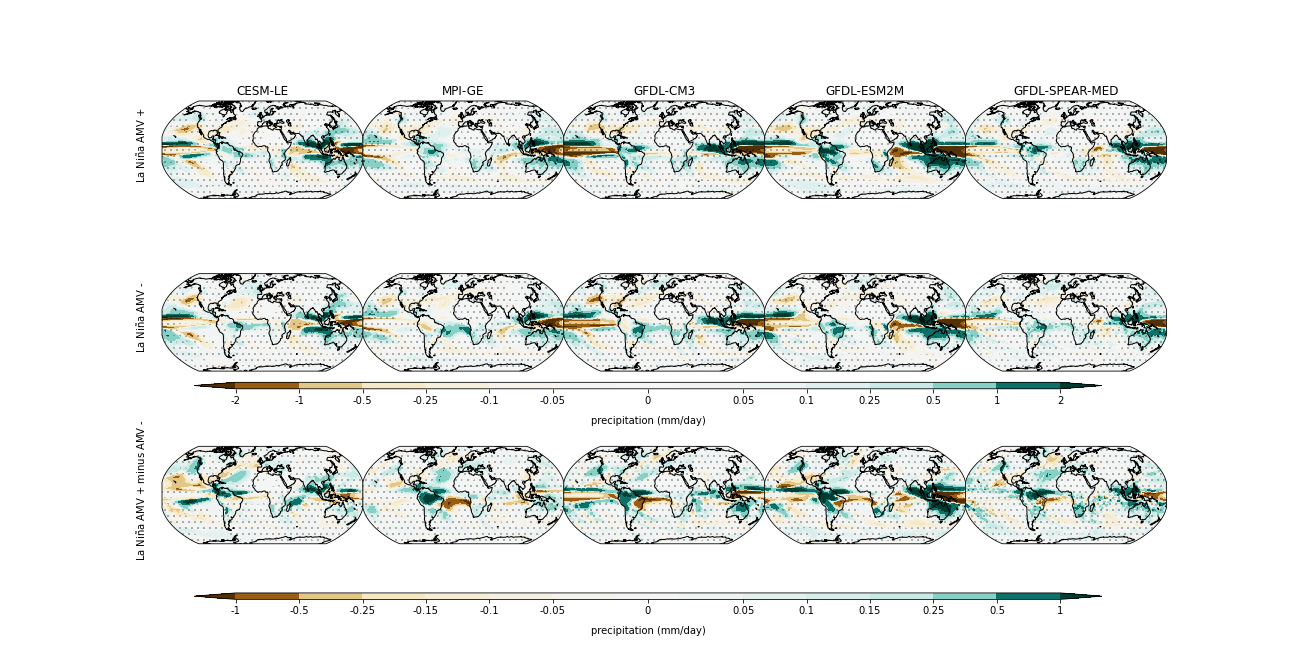 CESM-LE MPI-GE GFDL-CM3 GFDL-ESM2M GFDL-SPEAR-MED
La Niña AMV +
La Niña AMV -
-2 -1 -0.5 -0.25 -0.1 -0.05 0 0.05 0.1 0.25 0.5 1 2
precipitation (mm/day)
La Niña AMV + minus AMV -
-1 -0.5 -0.25 -0.15 -0.1 -0.05 0 0.05 0.1 0.15 0.25 0.5 1
precipitation (mm/day)